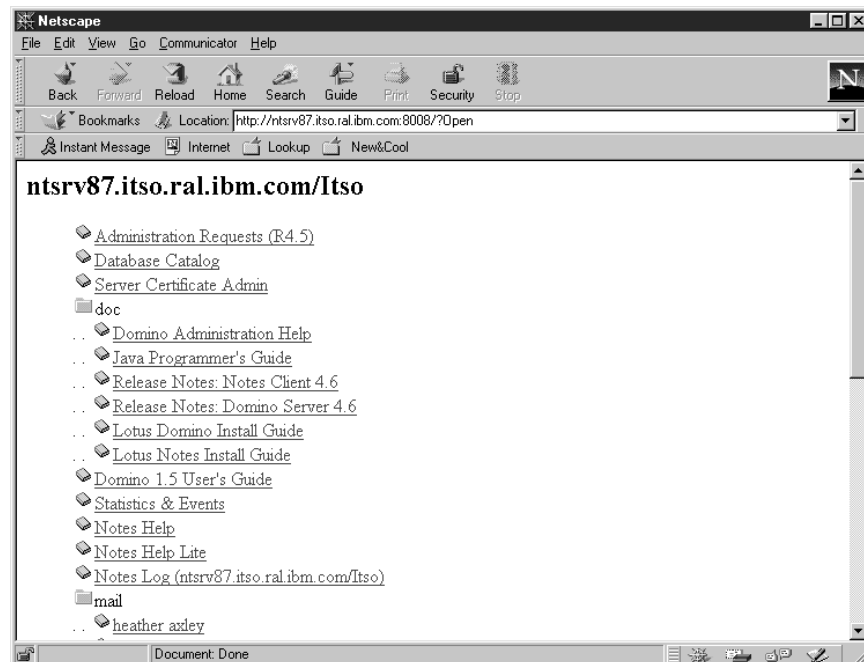 Netscape
File Edit View Go Communicator Help
Back Forward Reload Home Search Guide Print Security Stop
N
Bookmarks Location: http://ntsrv87.itso.ral.ibm.com:8008/?Open
Instant Message Internet Lookup New&Cool
ntsrv87.itso.ral.ibm.com/Itso
Administration Requests (R4.5)
Database Catalog
Server Certificate Admin
doc
. . Domino Administration Help
. . Java Programmer's Guide
. . Release Notes: Notes Client 4.6
. . Release Notes: Domino Server 4.6
. . Lotus Domino Install Guide
. . Lotus Notes Install Guide
Domino 1.5 User's Guide
Statistics & Events
Notes Help
Notes Help Lite
Notes Log (ntsrv87.itso.ral.ibm.com/Itso)
mail
. . heather axley
Document: Done